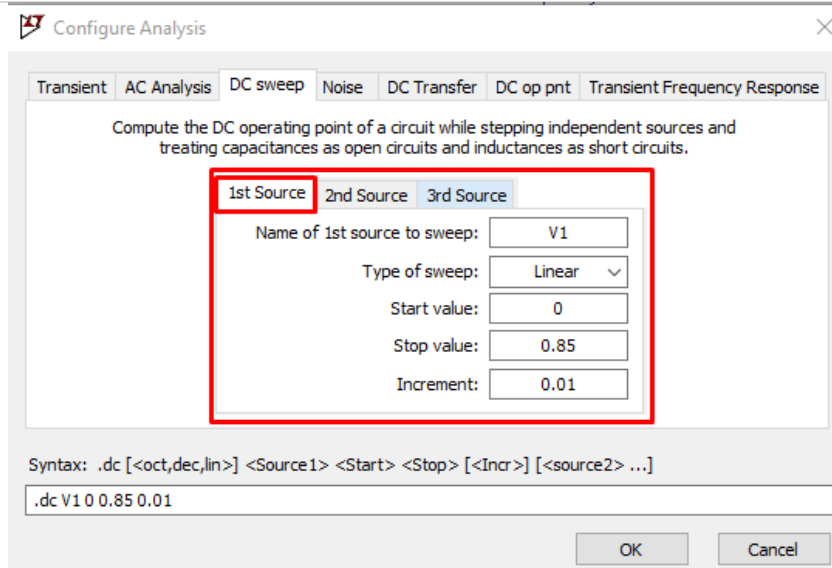 Configure Analysis
Transient AC Analysis DC sweep Noise DC Transfer DC op pnt Transient Frequency Response
Compute the DC operating point of a circuit while stepping independent sources and
treating capacitances as open circuits and inductances as short circuits.
1st Source 2nd Source 3rd Source
Name of 1st source to sweep: V1
Type of sweep: Linear
Start value: 0
Stop value: 0.85
Increment: 0.01
Syntax: .dc [<oct,dec,lin>] <Source1> <Start> <Stop> [<Incr>] [<source2> ...]
.dc V1 0 0.85 0.01
OK Cancel